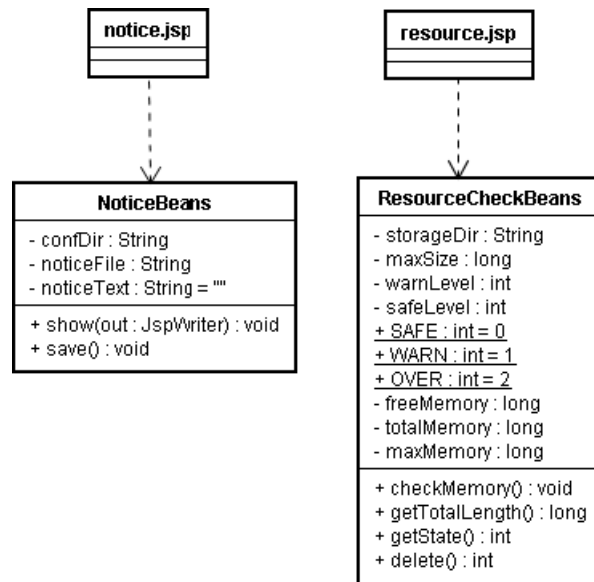 notice.jsp
resource.jsp
NoticeBeans
- confDir : String
- noticeFile : String
- noticeText : String = ""
+ show(out : JspWriter) : void
+ save() : void
ResourceCheckBeans
- storageDir : String
- maxSize : long
- warnLevel : int
- safeLevel : int
+ SAFE : int = 0
+ WARN : int = 1
+ OVER : int = 2
- freeMemory : long
- totalMemory : long
- maxMemory : long
+ checkMemory() : void
+ getTotalLength() : long
+ getState() : int
+ delete() : int